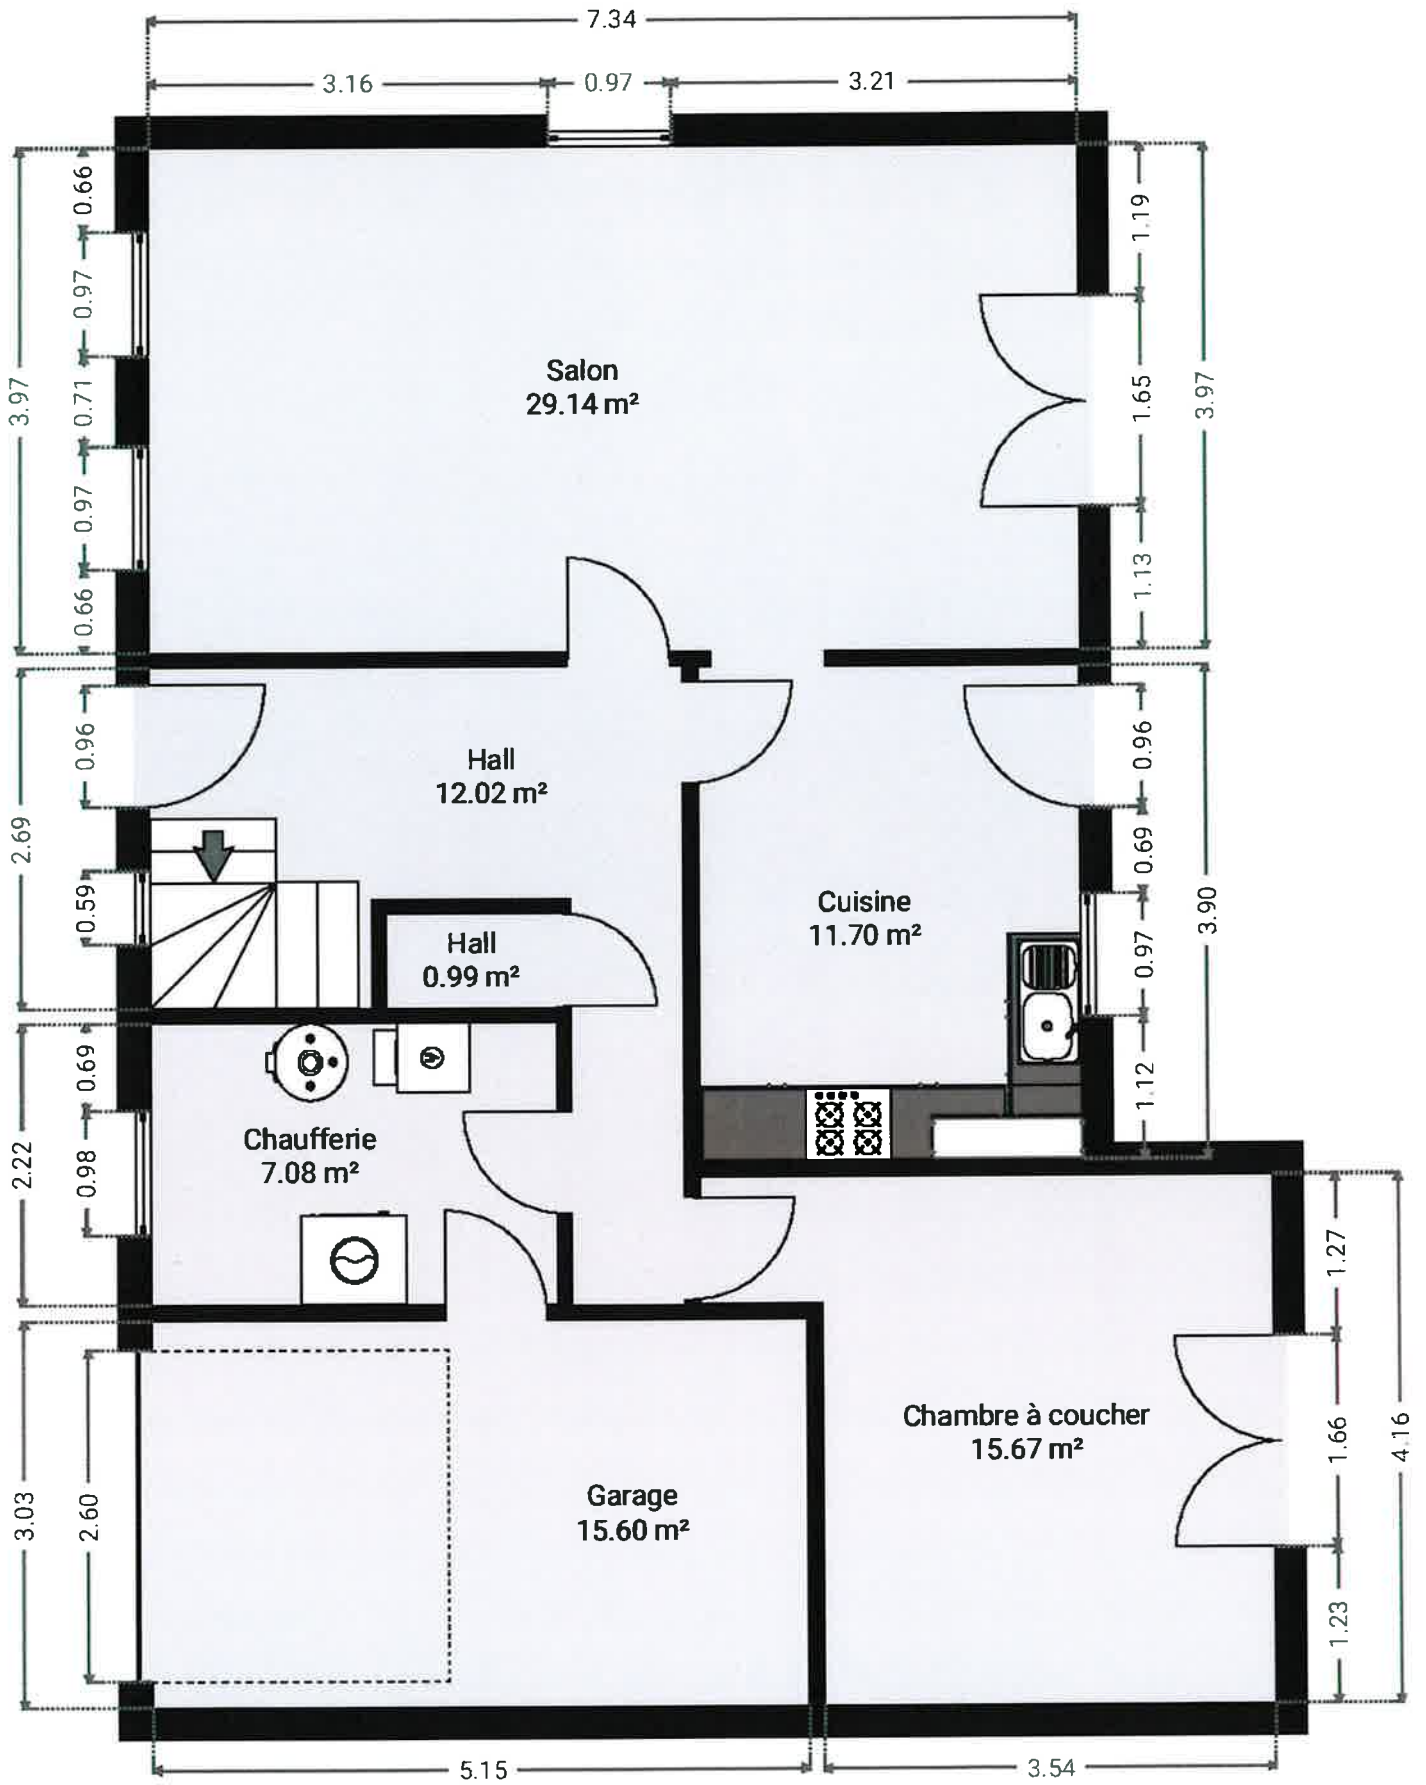 7.34
3.16
0.97
3.21
0.66
0.97
0.71
0.97
0.66
3.97
1.19
1.65
1.13
3.97
Salon
29.14 m²
0.96
0.59
2.69
Hall
12.02 m²
Hall
0.99 m²
Cuisine
11.70 m²
0.96
0.69
0.97
1.12
3.90
0.69
0.98
2.22
Chaufferie
7.08 m²
1.27
1.66
1.23
4.16
Chambre à coucher
15.67 m²
Garage
15.60 m²
2.60
3.03
5.15
3.54